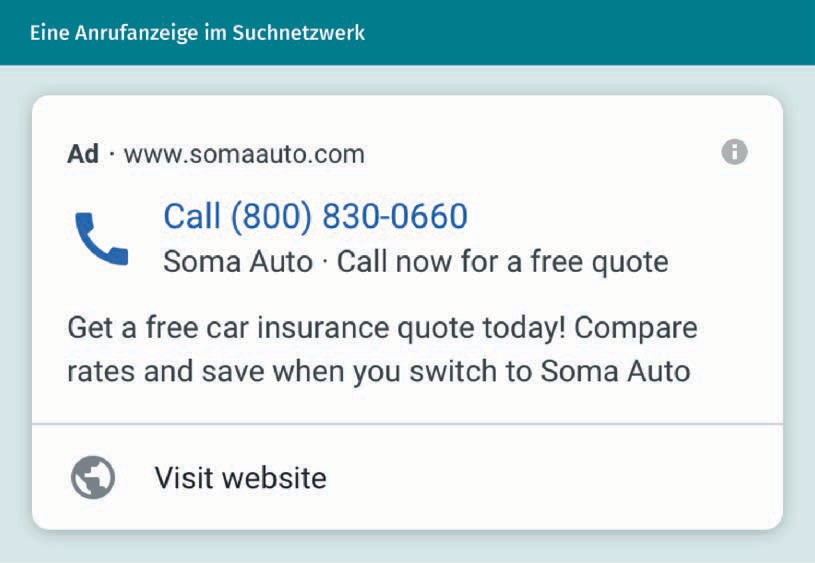 Eine Anrufanzeige im Suchnetzwerk
Ad · www.somaauto.com
Call (800) 830-0660
Soma Auto · Call now for a free quote
Get a free car insurance quote today! Compare
rates and save when you switch to Soma Auto
Visit website